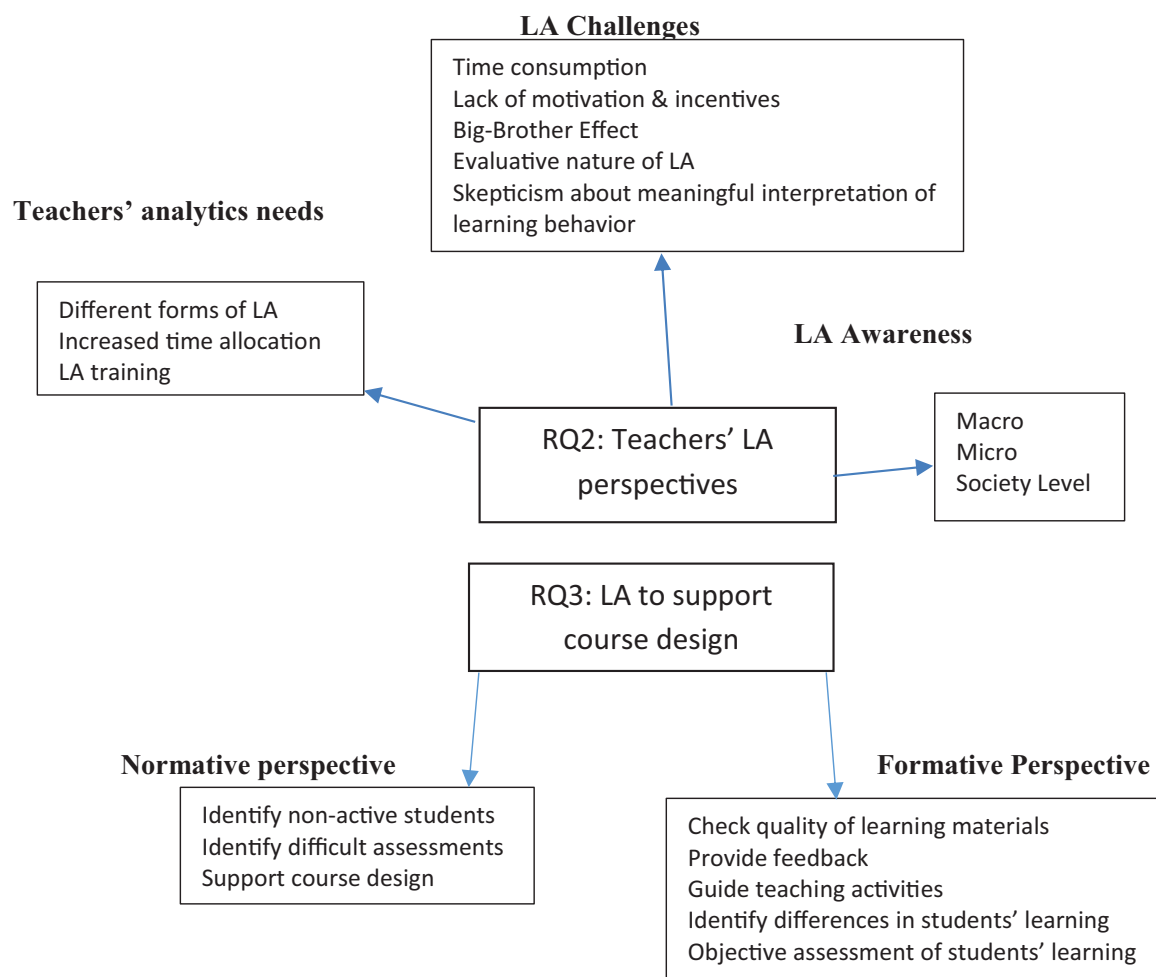 LA Challenges
Time consumption
Lack of motivation & incentives
Big-Brother Effect
Evaluative nature of LA
Skepticism about meaningful interpretation of
learning behavior
Teachers’ analytics needs
Different forms of LA
Increased time allocation
LA training
LA Awareness
Macro
Micro
Society Level
RQ2: Teachers’ LA
perspectives
RQ3: LA to support
course design
Normative perspective
Identify non-active students
Identify difficult assessments
Support course design
Formative Perspective
Check quality of learning materials
Provide feedback
Guide teaching activities
Identify differences in students’ learning
Objective assessment of students’ learning